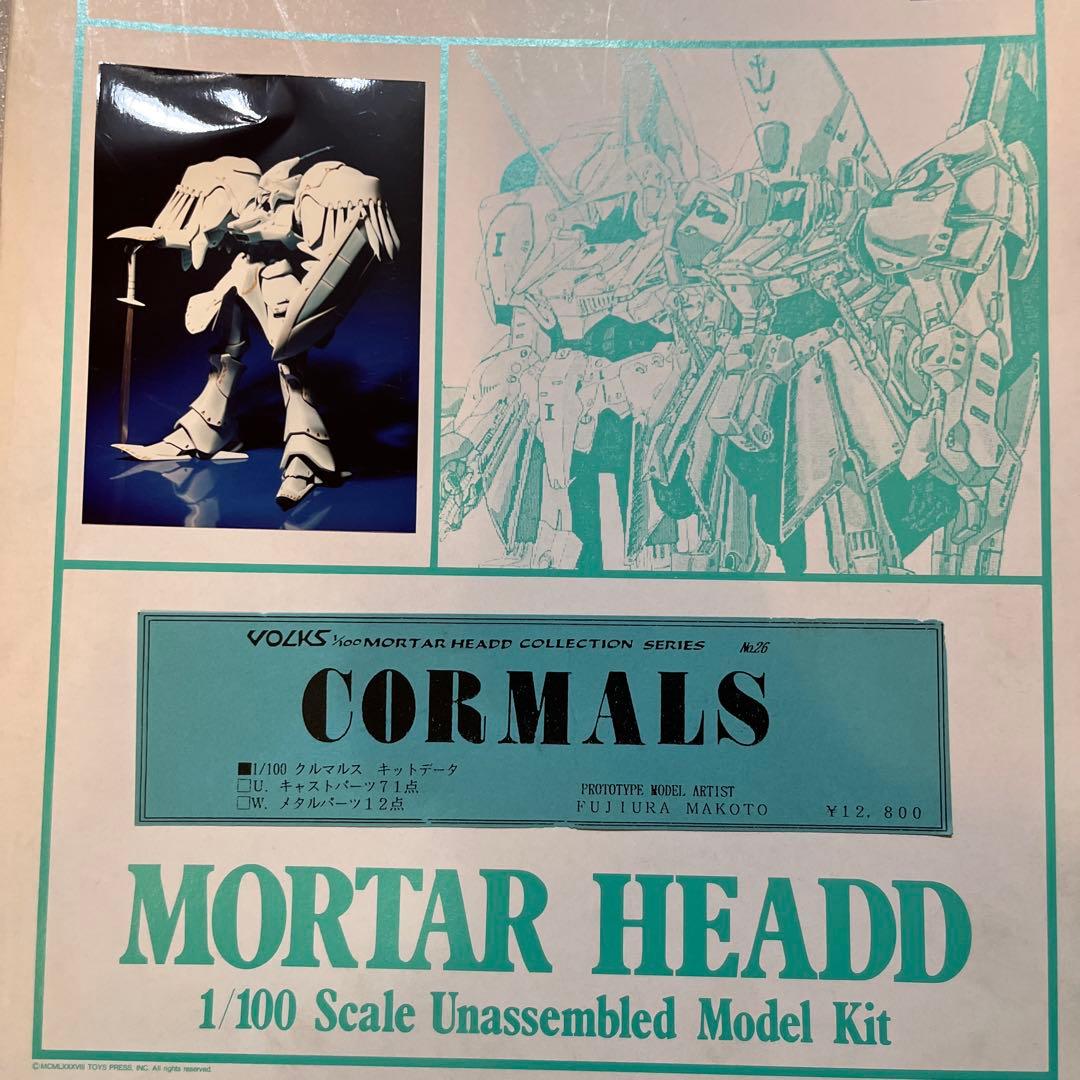 I
I
VOLKS 1/100 MORTAR HEADD COLLECTION SERIES No.26
CORMALS
■1/100 クルマルス キットデータ
□U. キャストパーツ71点
□W. メタルパーツ12点
PROTOTYPE MODEL ARTIST
FUJIURA MAKOTO ¥12,800
MORTAR HEADD
1/100 Scale Unassembled Model Kit
©MCMLXXXVIII TOYS PRESS, INC. All rights reserved.